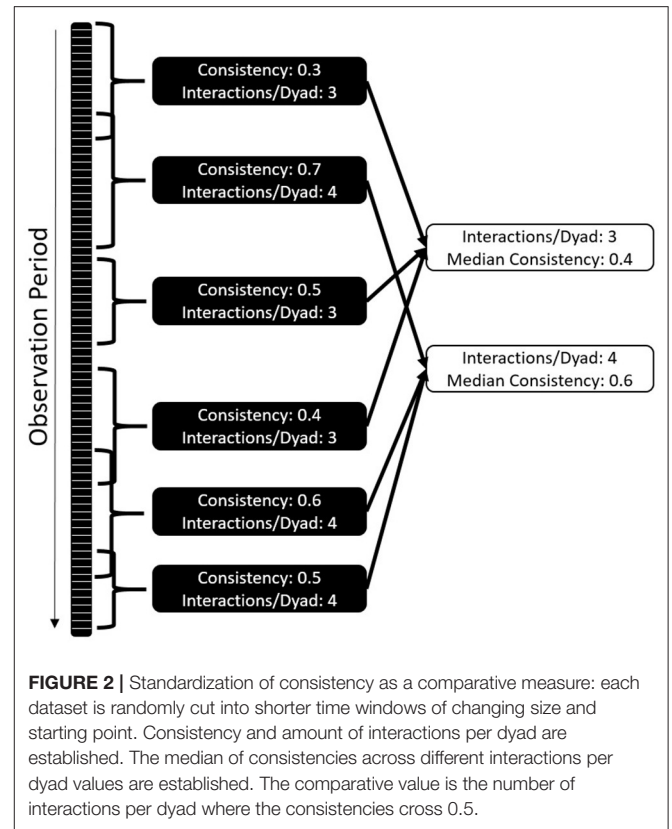 Observation Period
Consistency: 0.3
Interactions/Dyad: 3
Consistency: 0.7
Interactions/Dyad: 4
Consistency: 0.5
Interactions/Dyad: 3
Consistency: 0.4
Interactions/Dyad: 3
Consistency: 0.6
Interactions/Dyad: 4
Consistency: 0.5
Interactions/Dyad: 4
Interactions/Dyad: 3
Median Consistency: 0.4
Interactions/Dyad: 4
Median Consistency: 0.6
FIGURE 2 | Standardization of consistency as a comparative measure: each
dataset is randomly cut into shorter time windows of changing size and
starting point. Consistency and amount of interactions per dyad are
established. The median of consistencies across different interactions per
dyad values are established. The comparative value is the number of
interactions per dyad where the consistencies cross 0.5.